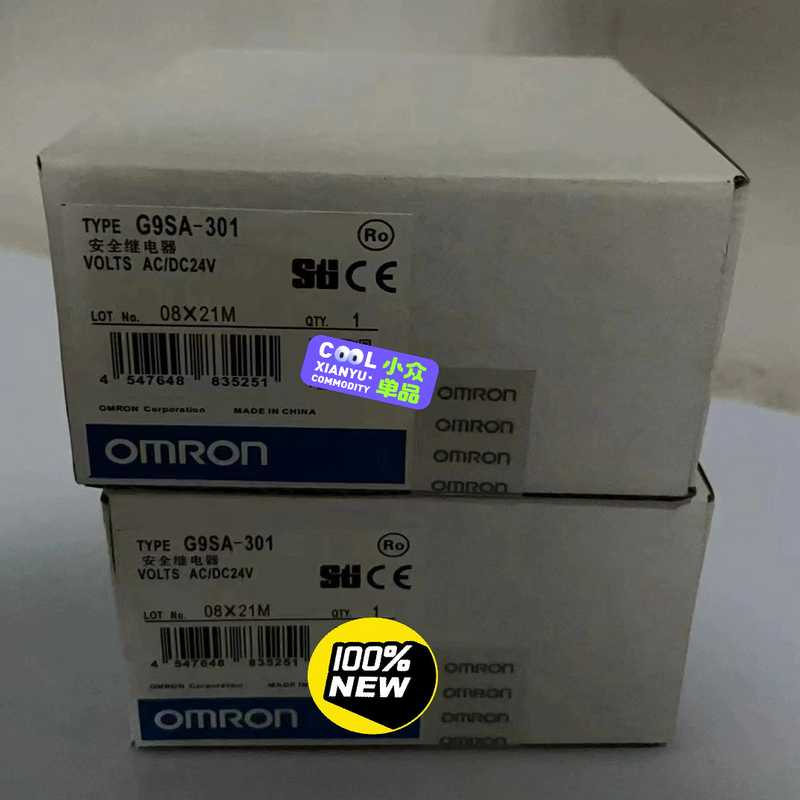 TYPE G9SA-301
Ro
安全继电器
VOLTS AC/DC24V
Sti CE
LOT No. 08X21M
QTY. 1
4 547648 835251
COOL
XIANYU·
COMMODITY
小众
单品
OMRON Corporation MADE IN CHINA
OMRON
OMRON
OMRON
OMRON
OMRON
TYPE G9SA-301
Ro
安全继电器
VOLTS AC/DC24V
Sti CE
LOT No. 08X21M
QTY. 1
4 547648 835251
100%
NEW
OMRON Corporation MADE IN
OMRON
OMRON
OMRON
OMRON
OMRON